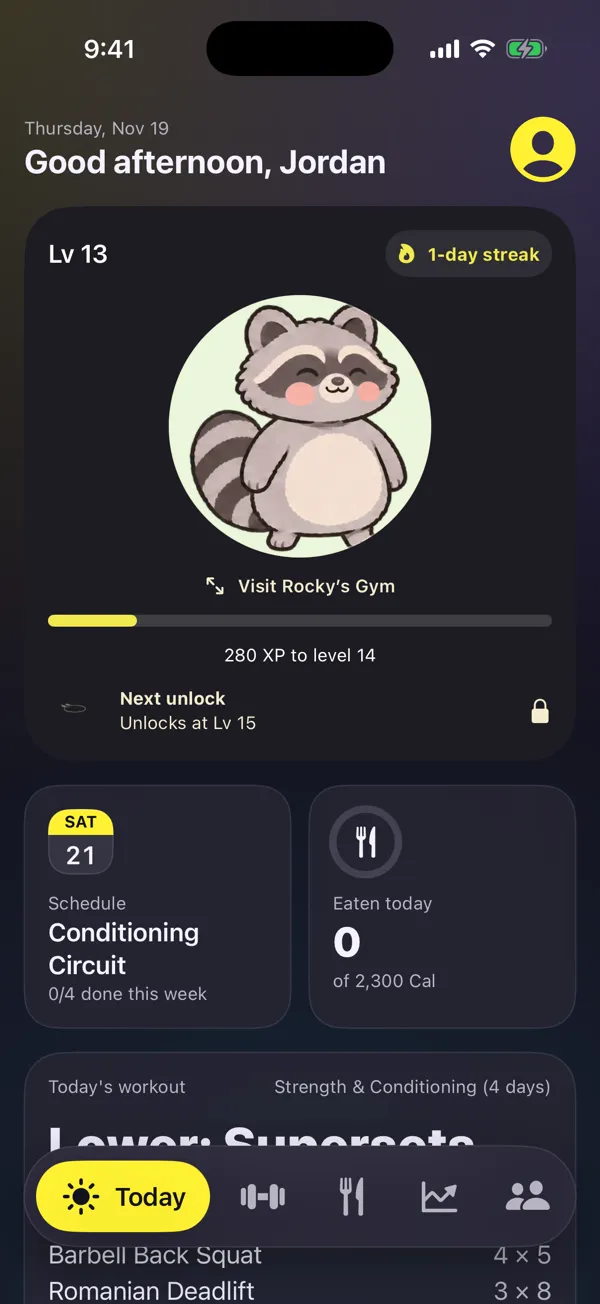 9:41
Thursday, Nov 19
Good afternoon, Jordan
Lv 13
1-day streak
Visit Rocky’s Gym
280 XP to level 14
Next unlock
Unlocks at Lv 15
SAT
21
Schedule
Conditioning
Circuit
0/4 done this week
Eaten today
0
of 2,300 Cal
Today's workout
Strength & Conditioning (4 days)
Lower: Supersets
Today
Barbell Back Squat
4 × 5
Romanian Deadlift
3 × 8